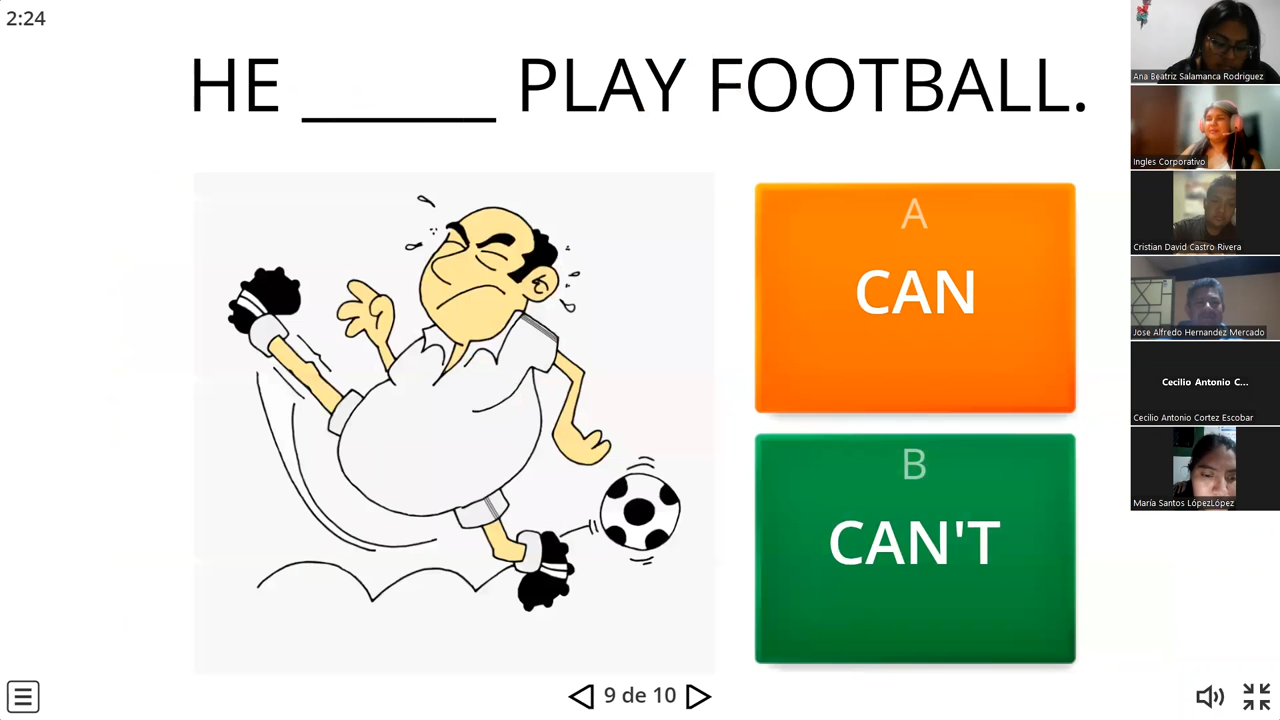 2:24
HE ______ PLAY FOOTBALL.
A
CAN
B
CAN'T
9 de 10
Ana Beatriz Salamanca Rodriguez
Ingles Corporativo
Cristian David Castro Rivera
Jose Alfredo Hernandez Mercado
Cecilio Antonio C...
Cecilio Antonio Cortez Escobar
María Santos LópezLópez